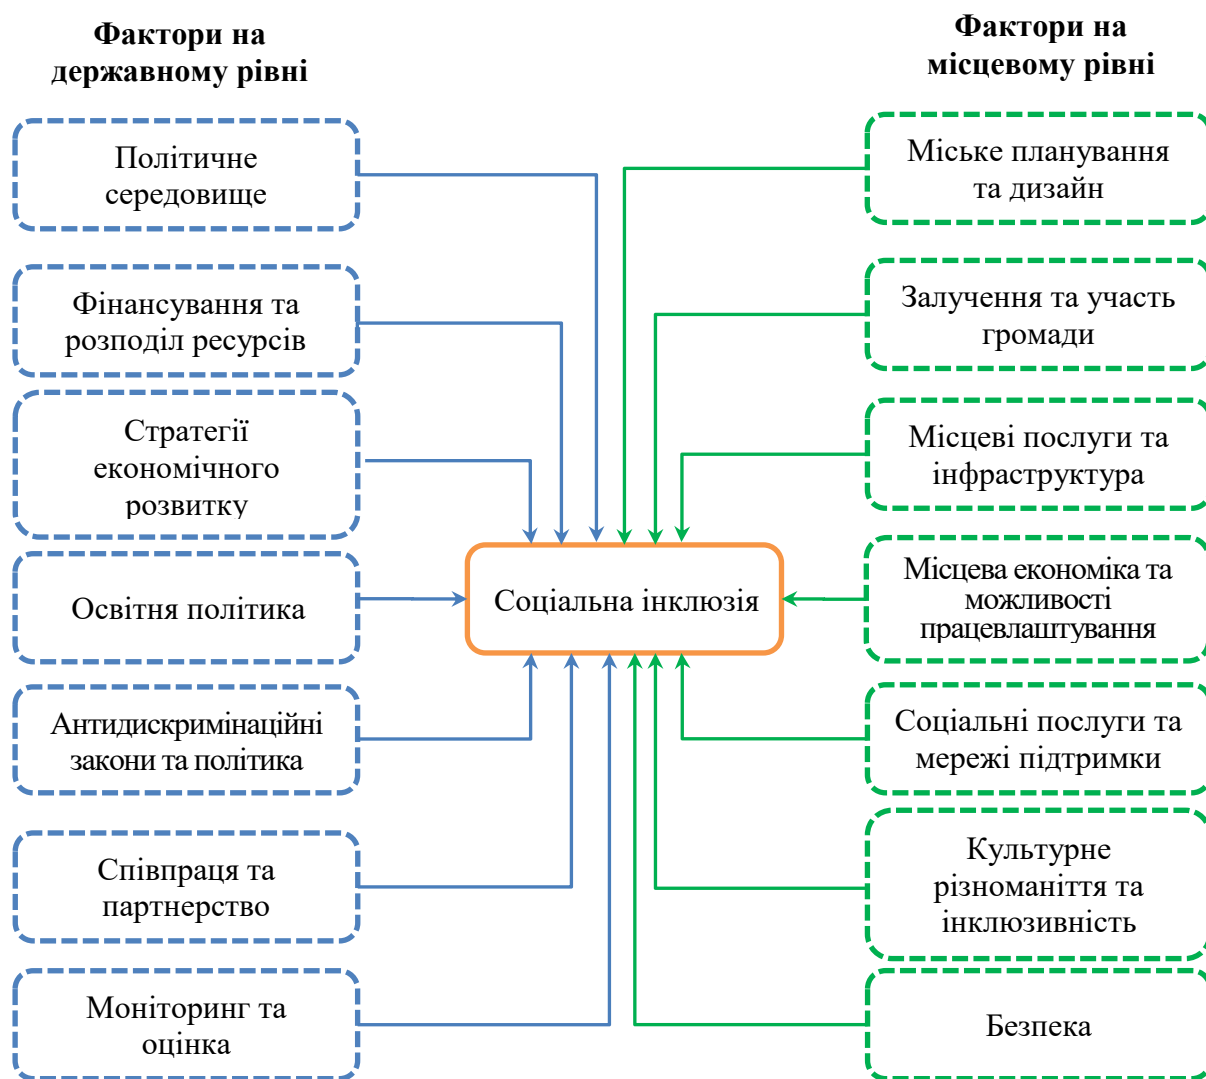 Фактори на
державному рівні
Політичне
середовище
Фінансування та
розподіл ресурсів
Стратегії
економічного
розвитку
Освітня політика
Антидискримінаційні
закони та політика
Співпраця та
партнерство
Моніторинг та
оцінка
Соціальна інклюзія
Фактори на
місцевому рівні
Міське планування
та дизайн
Залучення та участь
громади
Місцеві послуги та
інфраструктура
Місцева економіка та
можливості
працевлаштування
Соціальні послуги та
мережі підтримки
Культурне
різноманіття та
інклюзивність
Безпека